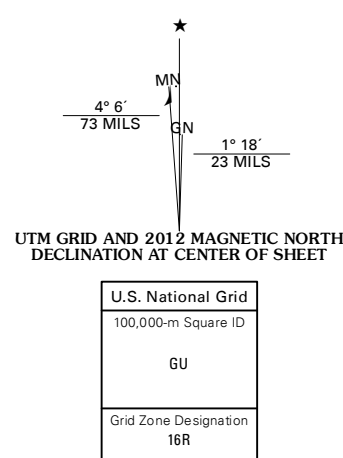 ★
MN
4° 6´
73 MILS
GN
1° 18´
23 MILS
UTM GRID AND 2012 MAGNETIC NORTH
DECLINATION AT CENTER OF SHEET
U.S. National Grid
100,000-m Square ID
GU
Grid Zone Designation
16R